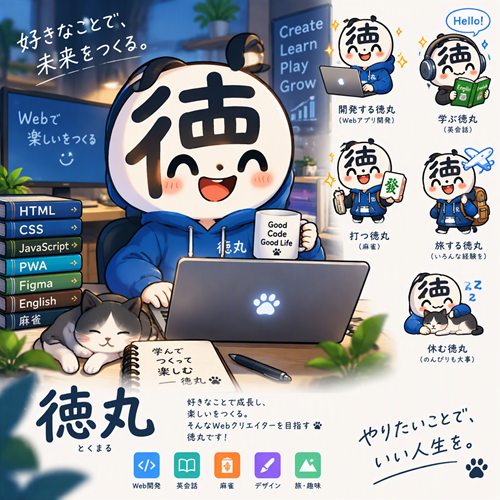 好きなことで、
未来をつくる。
Webで
楽しいをつくる
Create
Learn
Play
Grow
徳
徳丸
Good
Code
Good Life
HTML
CSS
JavaScript
PWA
Figma
English
麻雀
学んで
つくって
楽しむ
── 徳丸
徳
開発する徳丸
(Webアプリ開発)
Hello!
徳
English
学ぶ徳丸
(英会話)
徳
發
打つ徳丸
(麻雀)
徳
旅する徳丸
(いろんな経験を)
徳
ZZ
Z
休む徳丸
(のんびりも大事)
徳丸
とくまる
好きなことで成長し、
楽しいをつくる。
そんなWebクリエイターを目指す
徳丸です!
</>
Web開発
英会話
麻雀
デザイン
旅・趣味
やりたいことで、
いい人生を。